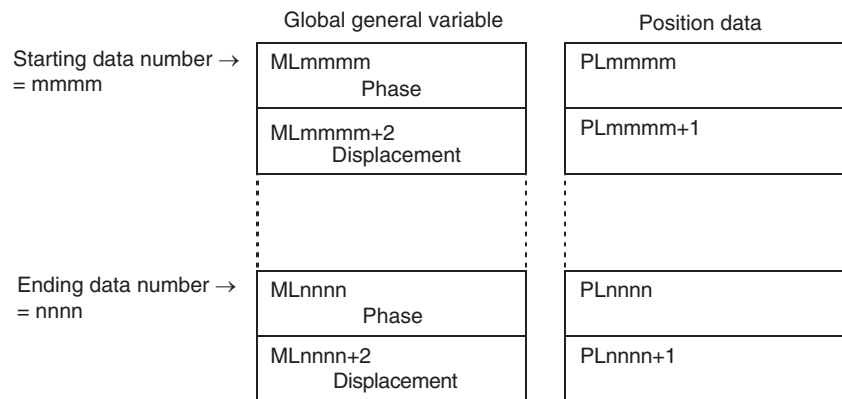 Global general variable
Position data
Starting data number →
= mmmm
MLmmmm
Phase
PLmmmm
MLmmmm+2
Displacement
PLmmmm+1
Ending data number →
= nnnn
MLnnnn
Phase
PLnnnn
MLnnnn+2
Displacement
PLnnnn+1